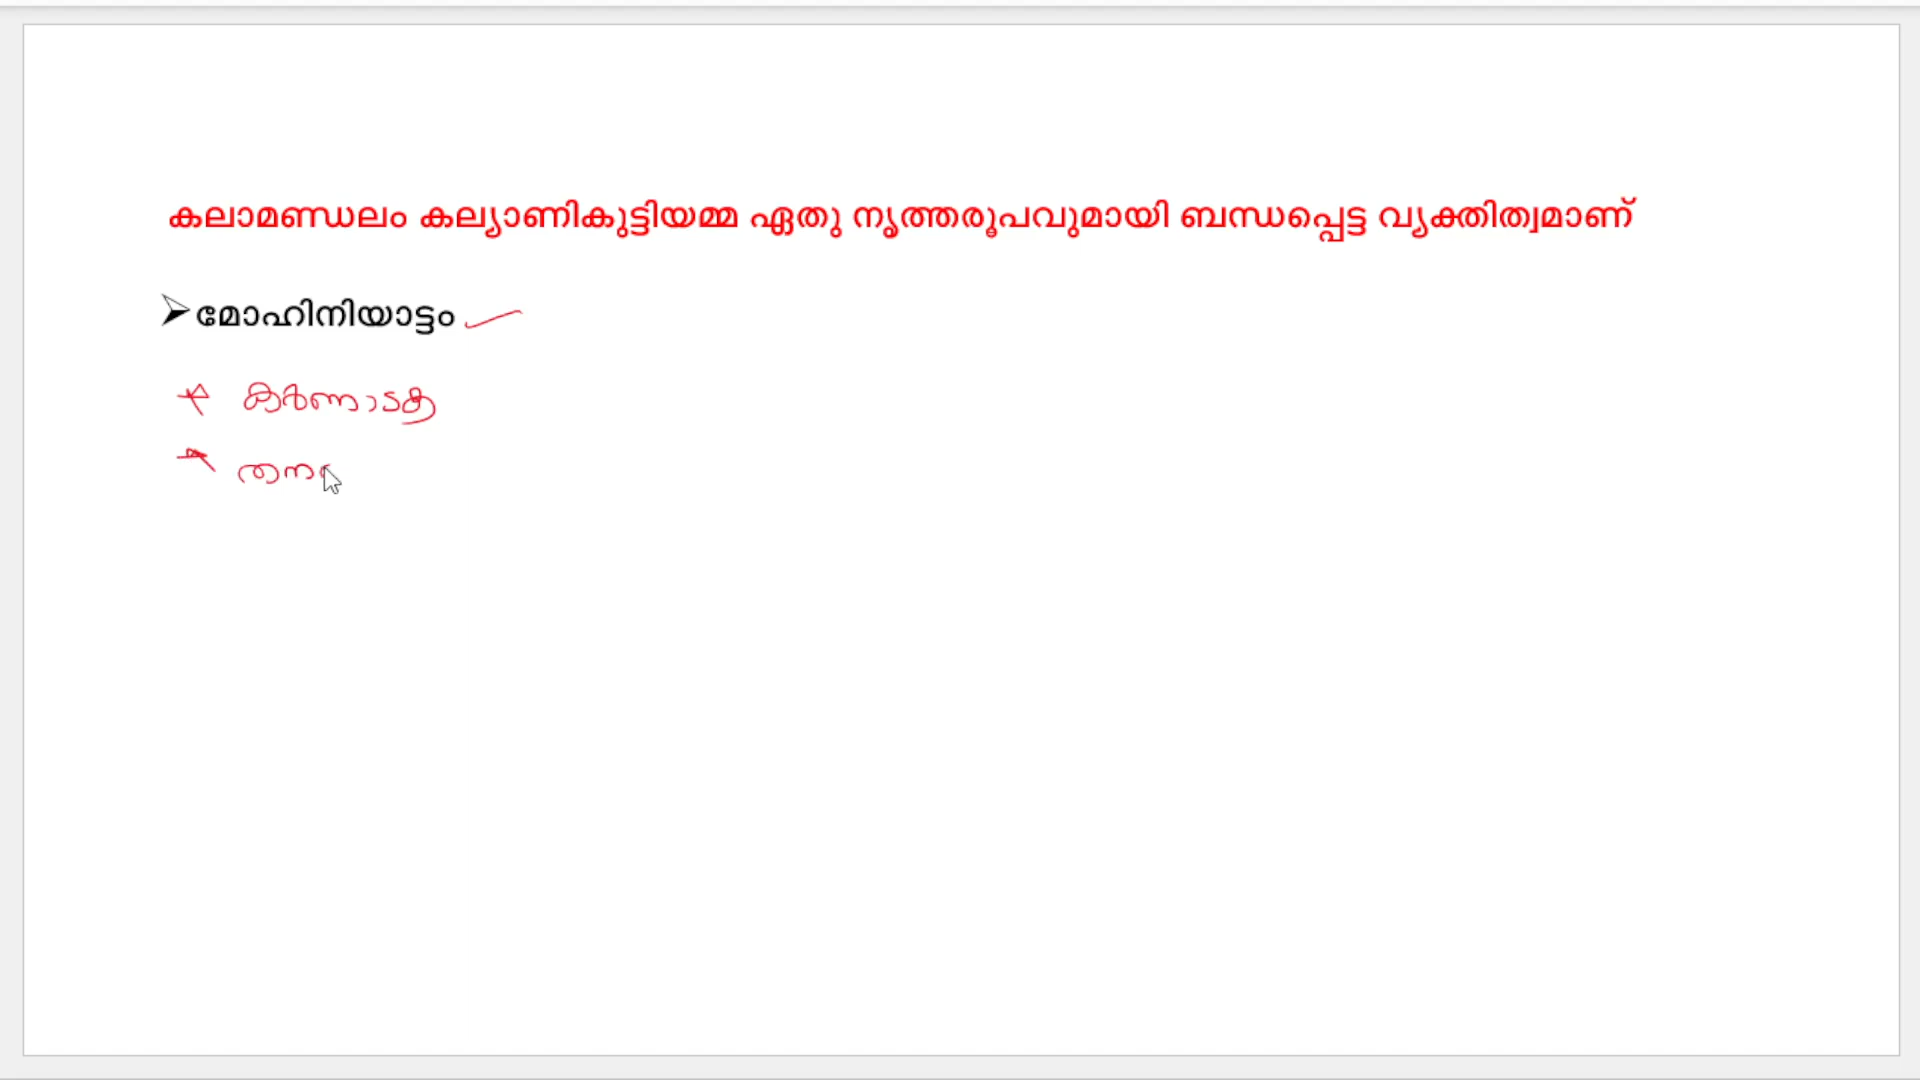 കലാമണ്ഡലം കല്യാണികുട്ടിയമ്മ ഏതു നൃത്തരൂപവുമായി ബന്ധപ്പെട്ട വ്യക്തിത്വമാണ്
മോഹിനിയാട്ടം
കർണാടക